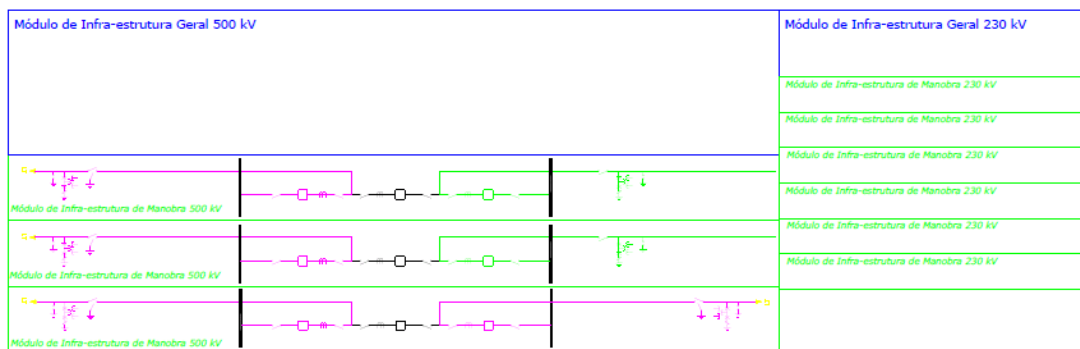 Módulo de Infra-estrutura Geral 500 kV
Módulo de Infra-estrutura Geral 230 kV
Módulo de Infra-estrutura de Manobra 230 kV
Módulo de Infra-estrutura de Manobra 230 kV
Módulo de Infra-estrutura de Manobra 230 kV
Módulo de Infra-estrutura de Manobra 230 kV
Módulo de Infra-estrutura de Manobra 230 kV
Módulo de Infra-estrutura de Manobra 230 kV
Módulo de Infra-estrutura de Manobra 500 kV
Módulo de Infra-estrutura de Manobra 500 kV
Módulo de Infra-estrutura de Manobra 500 kV